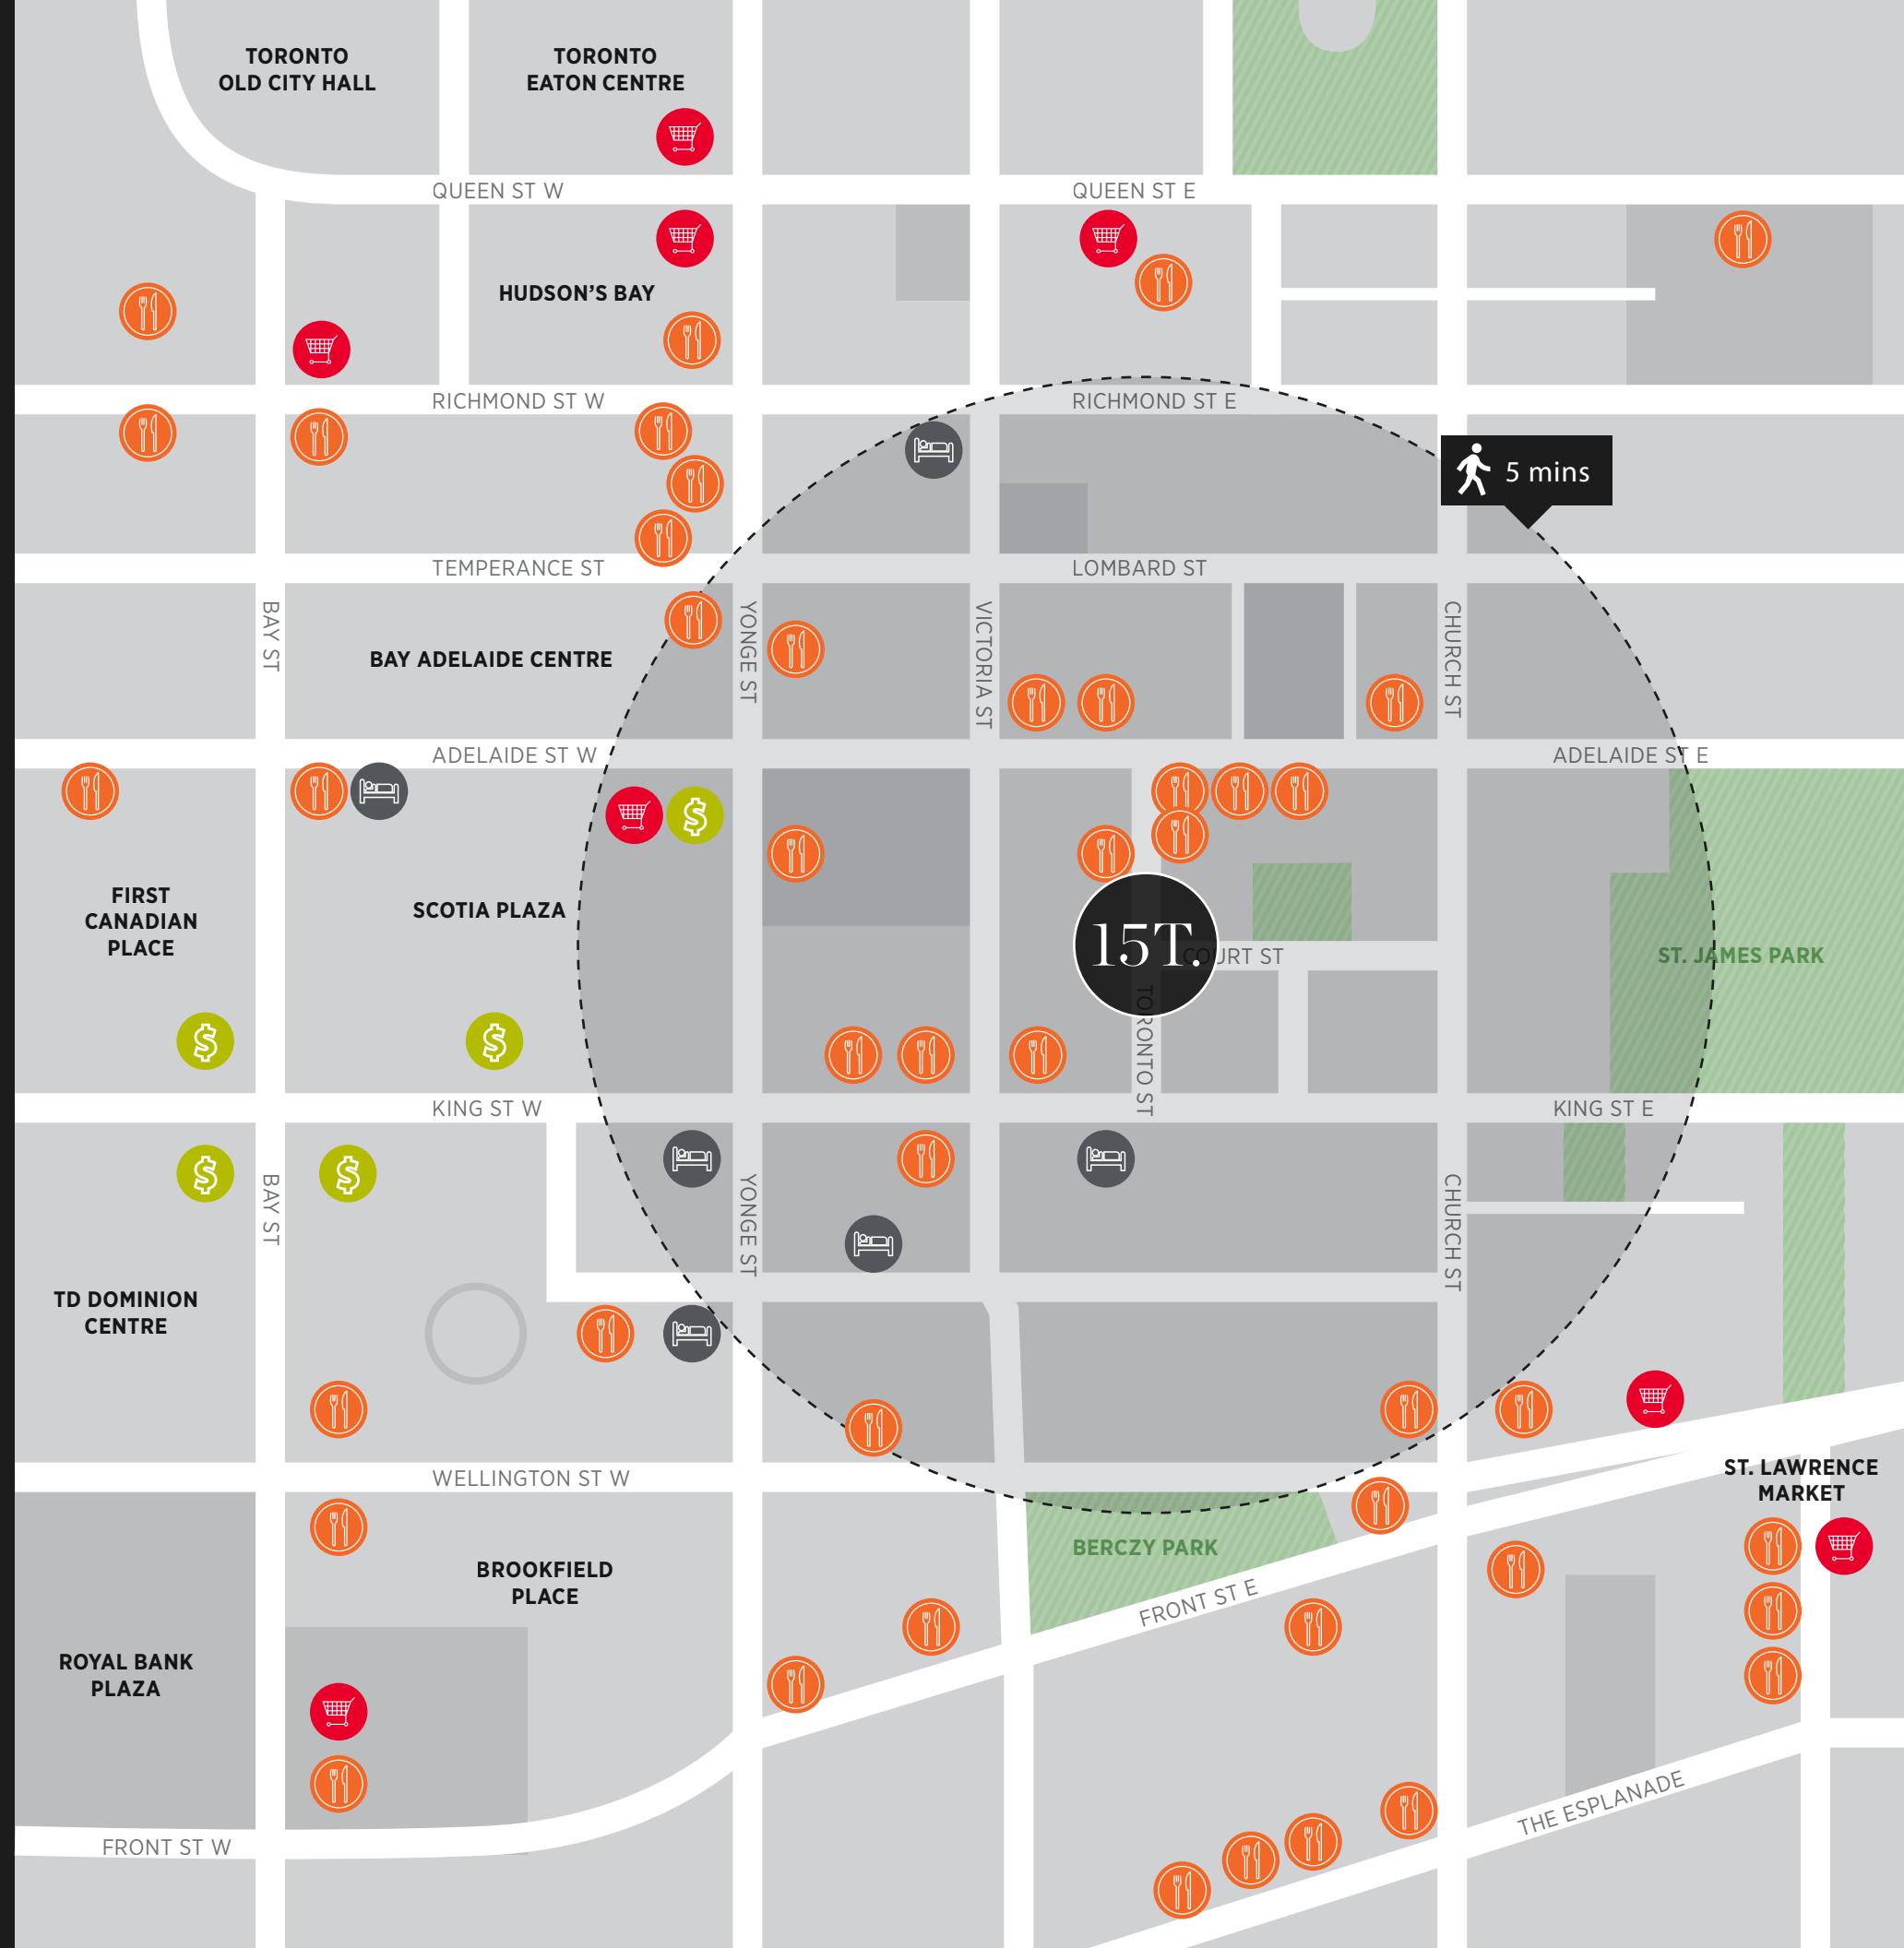 TORONTO
OLD CITY HALL
TORONTO
EATON CENTRE
QUEEN ST W
QUEEN ST E
HUDSON’S BAY
RICHMOND ST W
RICHMOND ST E
5 mins
TEMPERANCE ST
LOMBARD ST
BAY ST
YONGE ST
VICTORIA ST
CHURCH ST
BAY ADELAIDE CENTRE
ADELAIDE ST W
ADELAIDE ST E
FIRST
CANADIAN
PLACE
SCOTIA PLAZA
15T.
COURT ST
ST. JAMES PARK
TORONTO ST
KING ST W
KING ST E
BAY ST
YONGE ST
CHURCH ST
TD DOMINION
CENTRE
WELLINGTON ST W
ST. LAWRENCE
MARKET
BERCZY PARK
BROOKFIELD
PLACE
FRONT ST E
ROYAL BANK
PLAZA
THE ESPLANADE
FRONT ST W